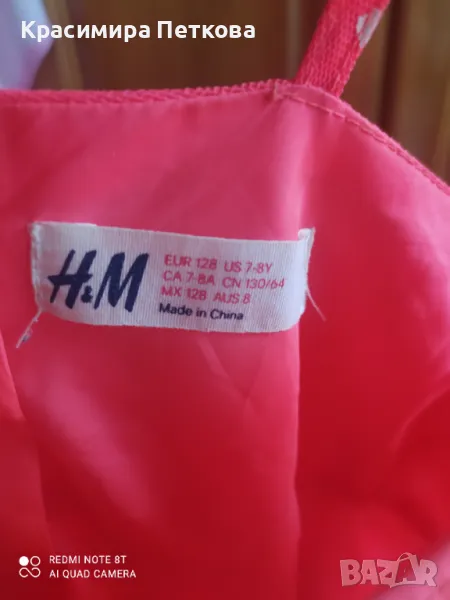 Красимира Петкова
H&M
EUR 128 US 7-8Y
CA 7-8A CN 130/64
MX 128 AUS 8
Made in China
REDMI NOTE 8T
AI QUAD CAMERA
BAZAR